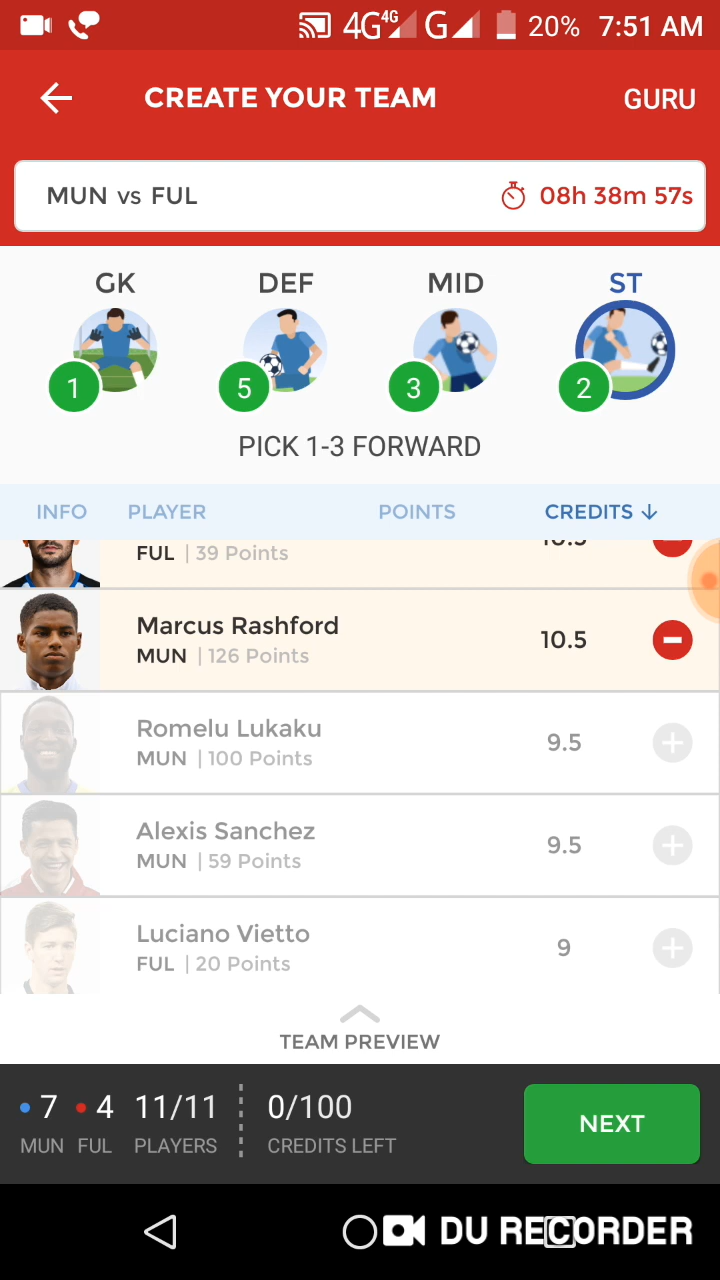 4G 4G G 20% 7:51 AM
CREATE YOUR TEAM GURU
MUN vs FUL 08h 38m 57s
GK DEF MID ST
1 5 3 2
PICK 1-3 FORWARD
INFO PLAYER POINTS CREDITS ↓
FUL | 39 Points 10.5
Marcus Rashford
MUN | 126 Points 10.5
Romelu Lukaku
MUN | 100 Points 9.5
Alexis Sanchez
MUN | 59 Points 9.5
Luciano Vietto
FUL | 20 Points 9
TEAM PREVIEW
7 4 11/11 0/100
MUN FUL PLAYERS CREDITS LEFT
NEXT
DU RECORDER